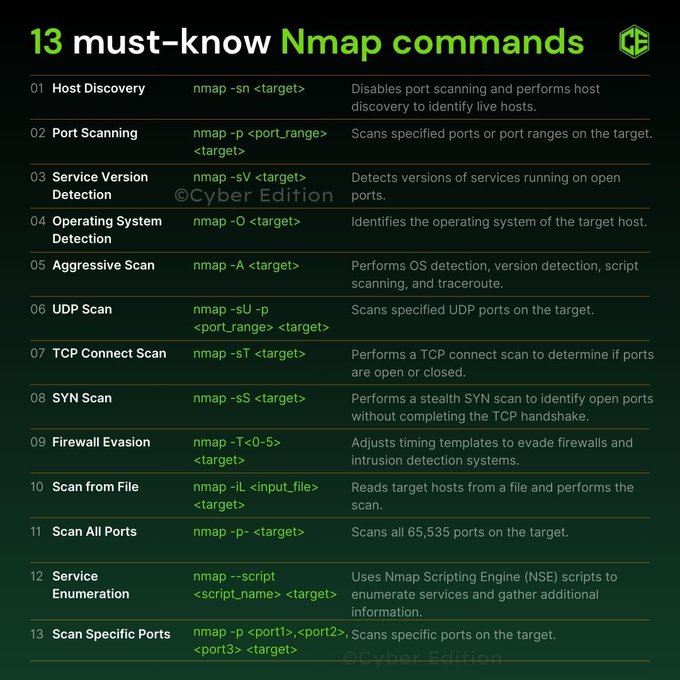 13 must-know Nmap commands
CE
01 Host Discovery nmap -sn <target> Disables port scanning and performs host
discovery to identify live hosts.
02 Port Scanning nmap -p <port_range> Scans specified ports or port ranges on the target.
<target>
03 Service Version nmap -sV <target> Detects versions of services running on open
Detection ports.
©Cyber Edition
04 Operating System nmap -O <target> Identifies the operating system of the target host.
Detection
05 Aggressive Scan nmap -A <target> Performs OS detection, version detection, script
scanning, and traceroute.
06 UDP Scan nmap -sU -p Scans specified UDP ports on the target.
<port_range> <target>
07 TCP Connect Scan nmap -sT <target> Performs a TCP connect scan to determine if ports
are open or closed.
08 SYN Scan nmap -sS <target> Performs a stealth SYN scan to identify open ports
without completing the TCP handshake.
09 Firewall Evasion nmap -T<0-5> Adjusts timing templates to evade firewalls and
<target> intrusion detection systems.
10 Scan from File nmap -iL <input_file> Reads target hosts from a file and performs the
<target> scan.
11 Scan All Ports nmap -p- <target> Scans all 65,535 ports on the target.
12 Service nmap --script Uses Nmap Scripting Engine (NSE) scripts to
Enumeration <script_name> <target> enumerate services and gather additional
information.
13 Scan Specific Ports nmap -p <port1>,<port2>, Scans specific ports on the target.
<port3> <target>
©Cyber Edition